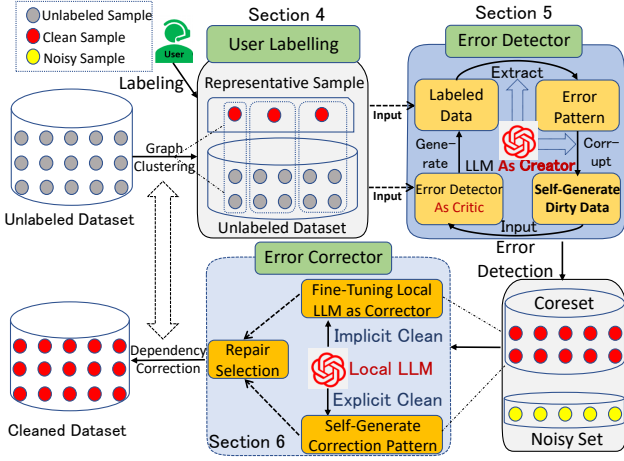 Unlabeled Sample
Clean Sample
Noisy Sample
User
Labeling
Section 4
User Labelling
Representative Sample
Unlabeled Dataset
Graph
Clustering
Unlabeled Dataset
Input
Input
Section 5
Error Detector
Extract
Labeled
Data
Error
Pattern
Gene-
rate
LLM As Creator
Corr-
upt
Error Detector
As Critic
Self-Generate
Dirty Data
Input
Error
Detection
Coreset
Noisy Set
Error Corrector
Fine-Tuning Local
LLM as Corrector
Implicit Clean
Local LLM
Explicit Clean
Repair
Selection
Self-Generate
Correction Pattern
Section 6
Dependency
Correction
Cleaned Dataset